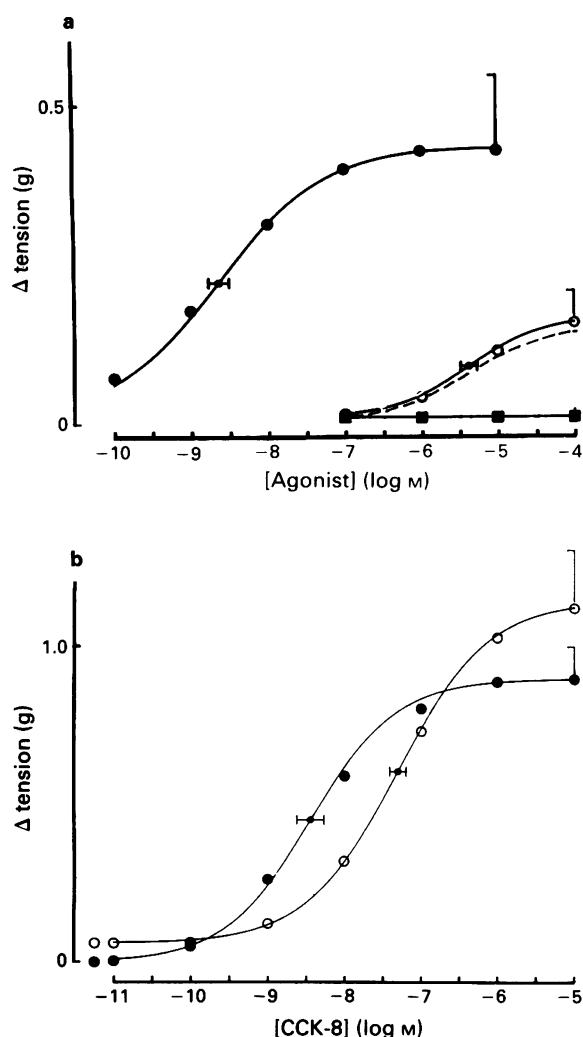 a
0.5
Δ tension (g)
0
−10 −9 −8 −7 −6 −5 −4
[Agonist] (log M)
b
1.0
Δ tension (g)
0
−11 −10 −9 −8 −7 −6 −5
[CCK-8] (log M)